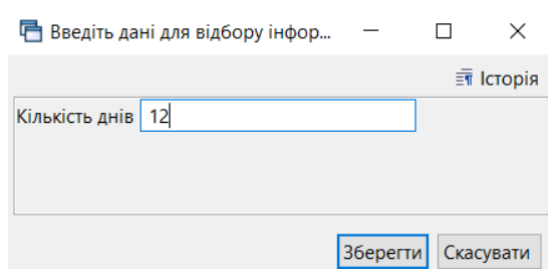 Введіть дані для відбору інфор...
Історія
Кількість днів 12
Зберегти Скасувати